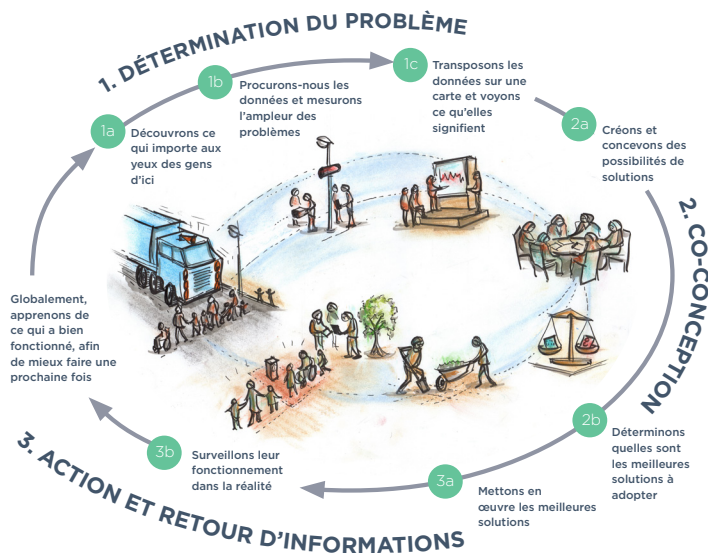 1. DÉTERMINATION DU PROBLÈME
1a
Découvrons ce
qui importe aux
yeux des gens
d'ici
1b
Procurons-nous les
données et mesurons
l'ampleur des
problèmes
1c
Transposons les
données sur une
carte et voyons
ce qu'elles
signifient
2. CO-CONCEPTION
2a
Créons et
concevons des
possibilités de
solutions
2b
Déterminons
quelles sont
les meilleures
solutions à
adopter
3. ACTION ET RETOUR D'INFORMATIONS
3a
Mettons en
œuvre les meilleures
solutions
3b
Surveillons leur
fonctionnement
dans la réalité
Globalement,
apprenons de
ce qui a bien
fonctionné, afin
de mieux faire une
prochaine fois